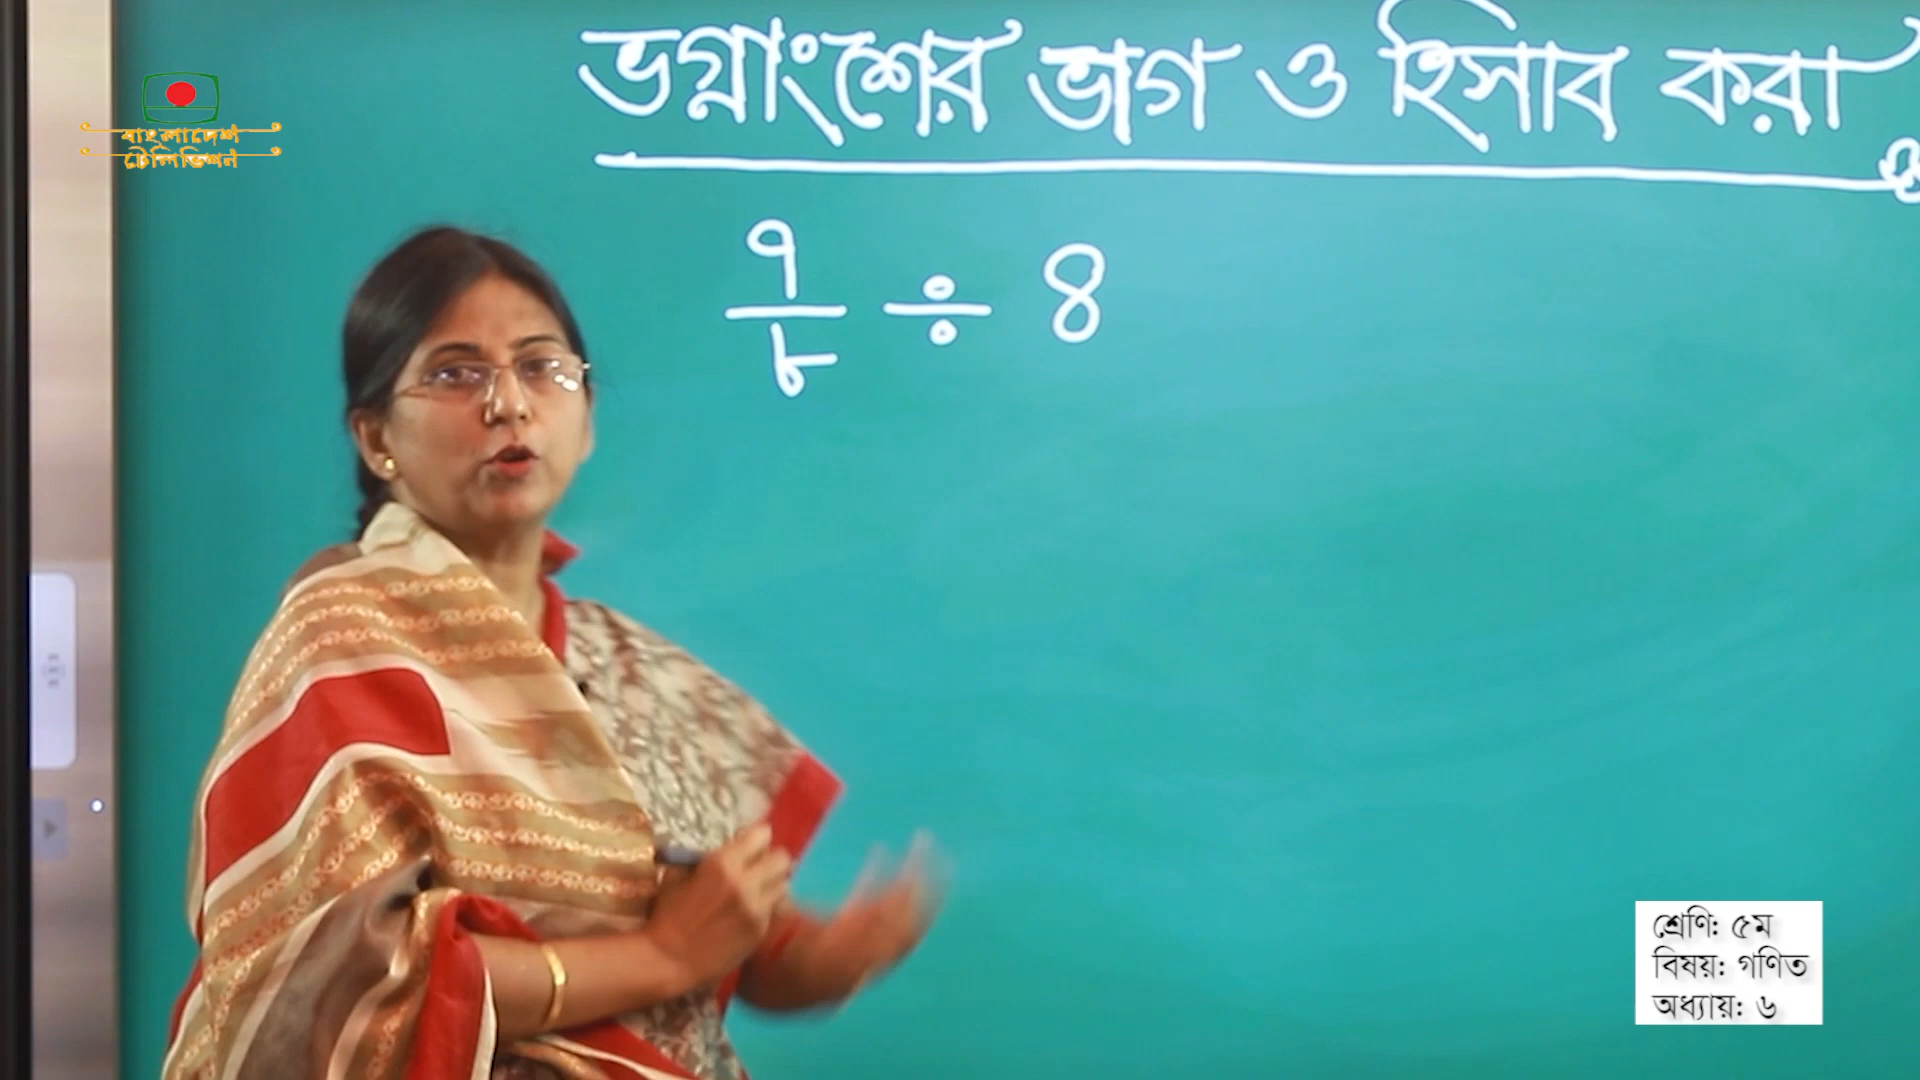 ভগ্নাংশের ভাগ ও হিসাব করা
৭/৮ ÷ ৪
বাংলাদেশ
টেলিভিশন
শ্রেণি: ৫ম
বিষয়: গণিত
অধ্যায়: ৬